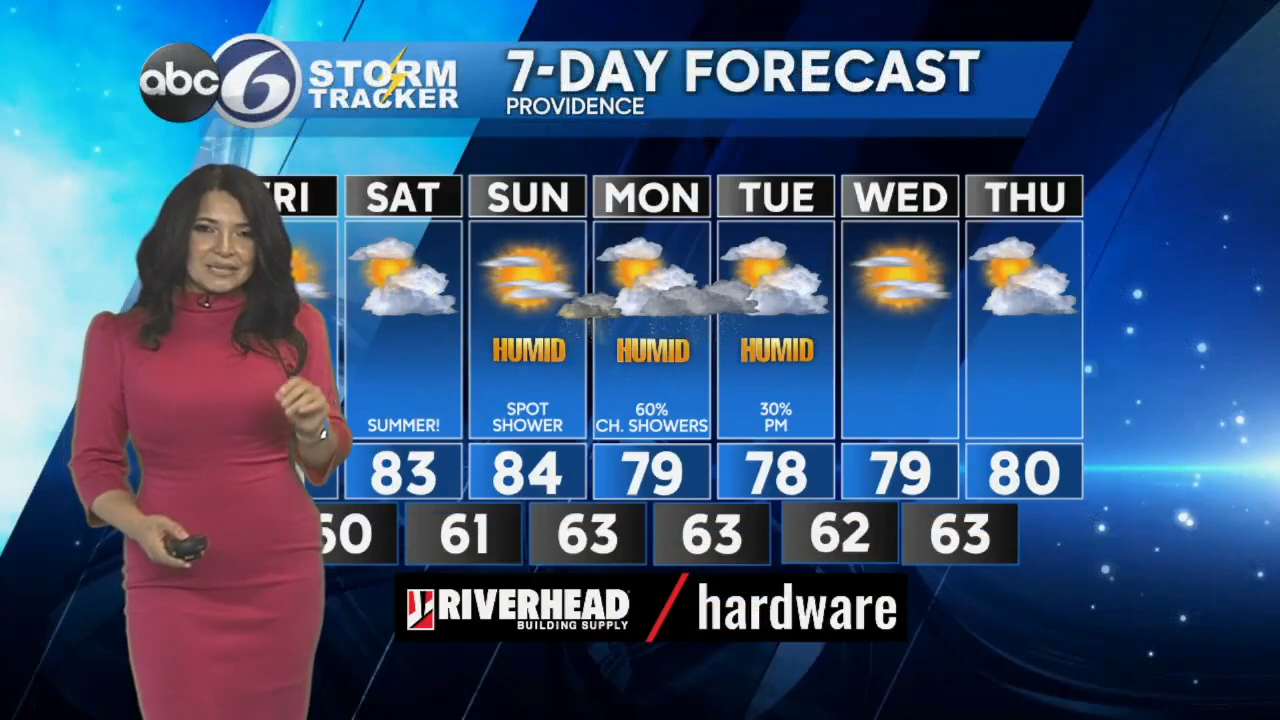 abc 6 STORM TRACKER
7-DAY FORECAST
PROVIDENCE
RI SAT SUN MON TUE WED THU
HUMID HUMID HUMID
SUMMER!
SPOT
SHOWER
60%
CH. SHOWERS
30%
PM
83 84 79 78 79 80
60 61 63 63 62 63
RIVERHEAD
BUILDING SUPPLY
/ hardware